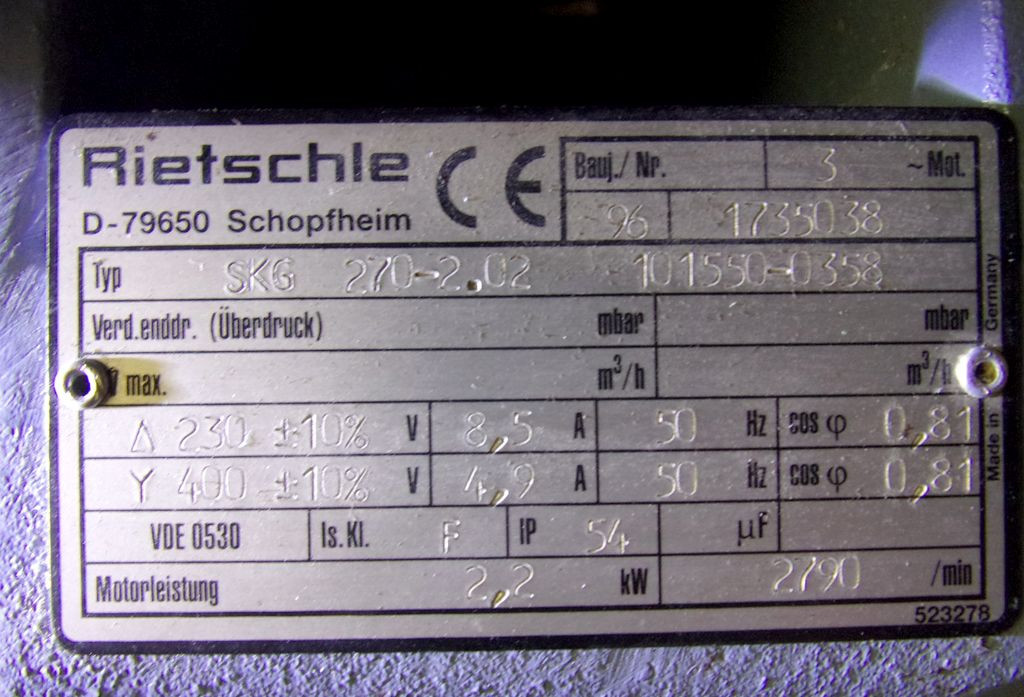 Rietschle CE
D-79650 Schopfheim
Bauj./ Nr. 3 ~Mot.
96 1735038
Typ SKG 270-2.02 101550-0358
Verd.enddr. (Überdruck) mbar mbar
max. m³/h m³/h
Δ 230 ±10% V 8,5 A 50 Hz cos φ 0,81
Y 400 ±10% V 4,9 A 50 Hz cos φ 0,81
VDE 0530 Is.Kl. F IP 54 µF
Motorleistung 2,2 kW 2790 /min
523278
Made in Germany